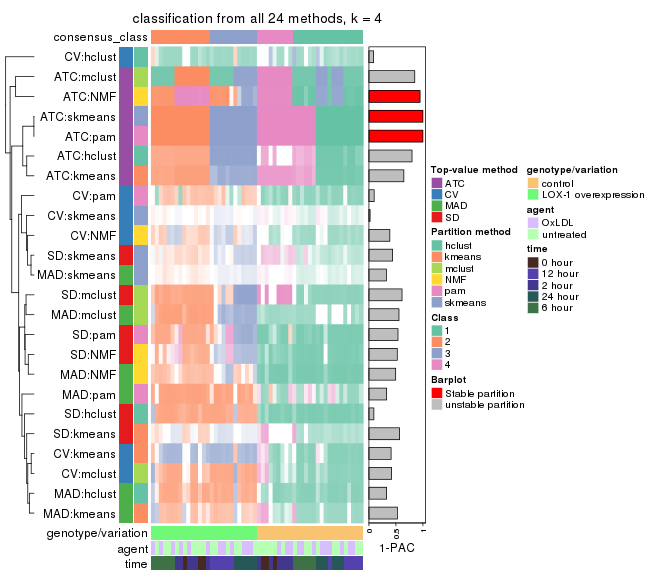 classification from all 24 methods, k = 4
consensus_class
CV:hclust
ATC:mclust
ATC:NMF
ATC:skmeans
ATC:pam
ATC:hclust
ATC:kmeans
CV:pam
CV:skmeans
CV:NMF
SD:skmeans
MAD:skmeans
SD:mclust
MAD:mclust
SD:pam
SD:NMF
MAD:NMF
MAD:pam
SD:hclust
SD:kmeans
CV:kmeans
CV:mclust
MAD:hclust
MAD:kmeans
genotype/variation
agent
time
0
0.5
1
1-PAC
Top-value method
ATC
CV
MAD
SD
Partition method
hclust
kmeans
mclust
NMF
pam
skmeans
Class
1
2
3
4
Barplot
Stable partition
unstable partition
genotype/variation
control
LOX-1 overexpression
agent
OxLDL
untreated
time
0 hour
12 hour
2 hour
24 hour
6 hour